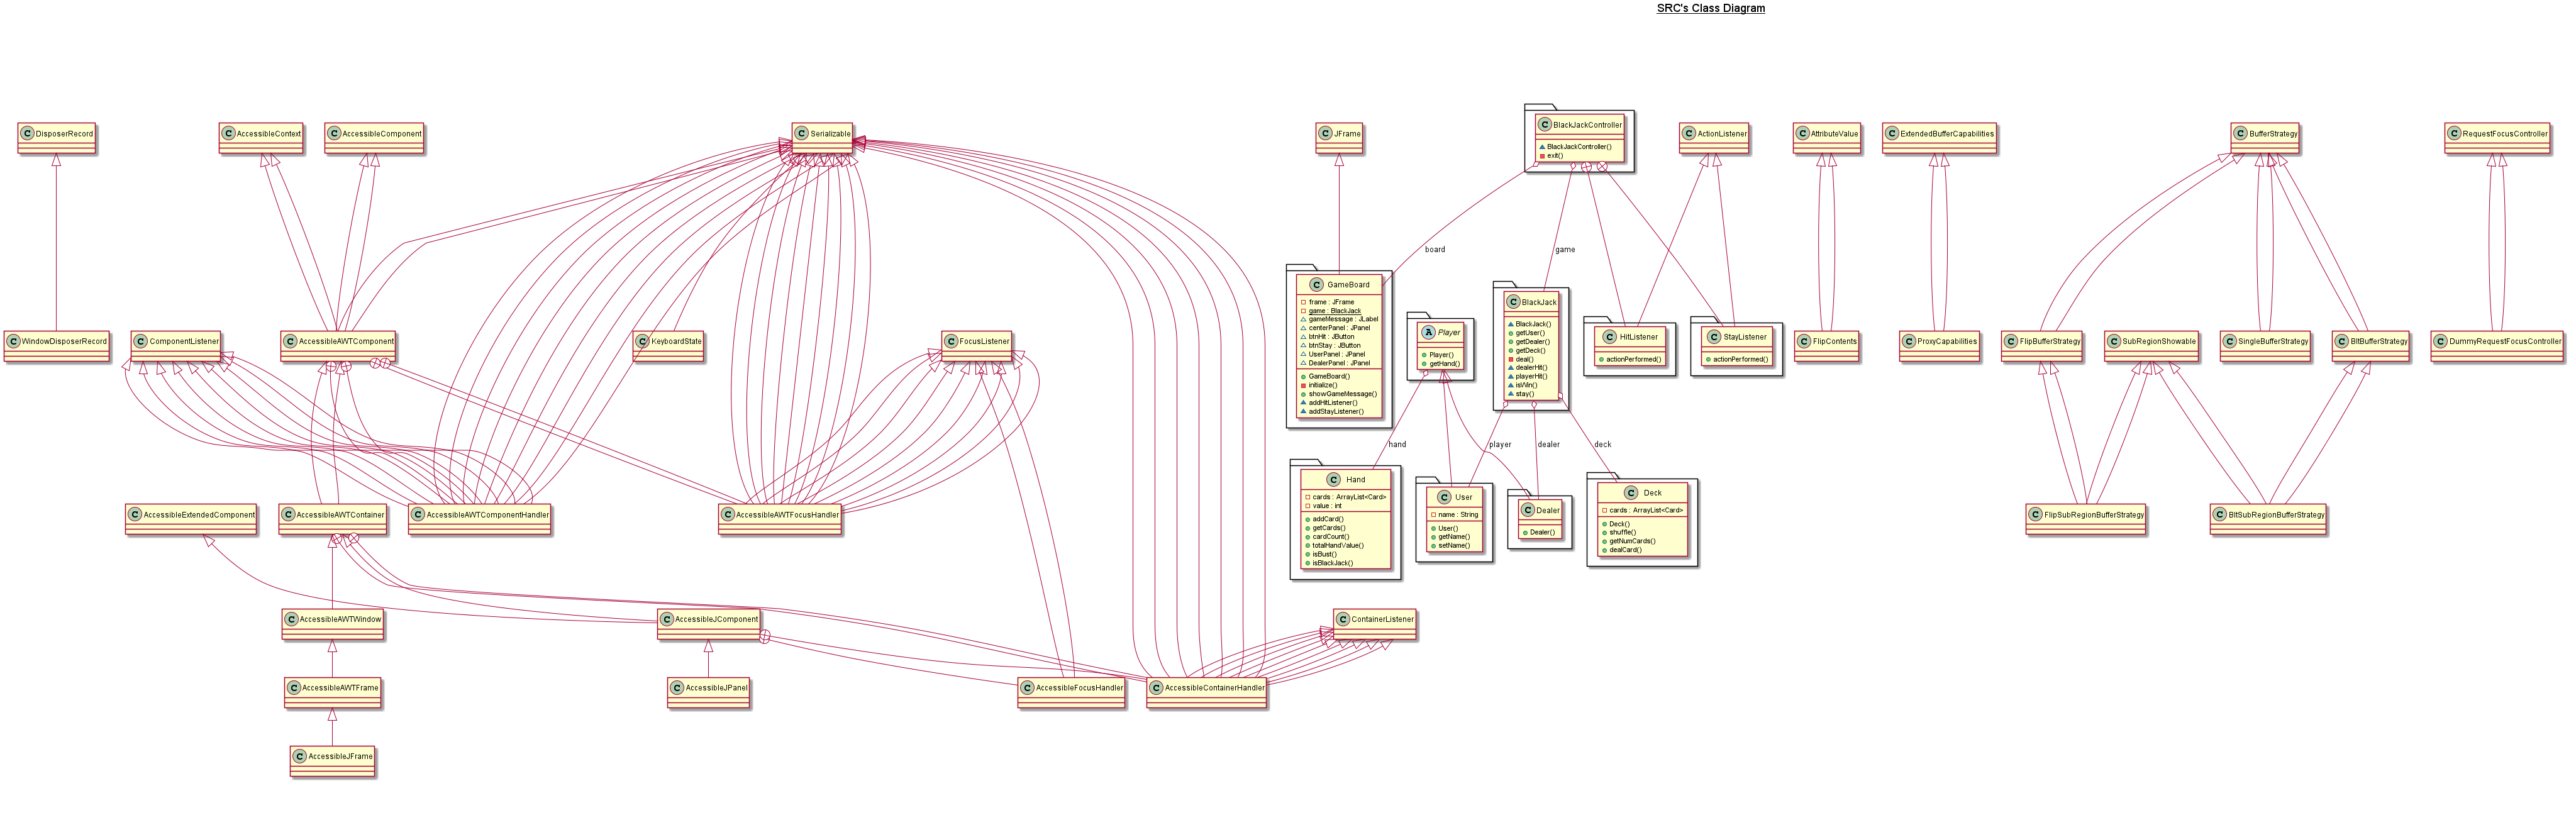 SRC's Class Diagram
DisposerRecord
AccessibleContext
AccessibleComponent
Serializable
JFrame
BlackJackController
BlackJackController()
exit()
ActionListener
AttributeValue
ExtendedBufferCapabilities
BufferStrategy
RequestFocusController
board
game
WindowDisposerRecord
ComponentListener
AccessibleAWTComponent
KeyboardState
FocusListener
GameBoard
frame : JFrame
game : BlackJack
gameMessage : JLabel
centerPanel : JPanel
btnHit : JButton
btnStay : JButton
UserPanel : JPanel
DealerPanel : JPanel
GameBoard()
initialize()
showGameMessage()
addHitListener()
addStayListener()
Player
Player()
getHand()
BlackJack
BlackJack()
getUser()
getDealer()
getDeck()
deal()
dealerHit()
playerHit()
isWin()
stay()
HitListener
actionPerformed()
StayListener
actionPerformed()
FlipContents
ProxyCapabilities
FlipBufferStrategy
SubRegionShowable
SingleBufferStrategy
BltBufferStrategy
DummyRequestFocusController
hand
player
dealer
deck
AccessibleExtendedComponent
AccessibleAWTContainer
AccessibleAWTComponentHandler
AccessibleAWTFocusHandler
Hand
cards : ArrayList<Card>
value : int
addCard()
getCards()
cardCount()
totalHandValue()
isBust()
isBlackJack()
User
name : String
User()
getName()
setName()
Dealer
Dealer()
Deck
cards : ArrayList<Card>
Deck()
shuffle()
getNumCards()
dealCard()
FlipSubRegionBufferStrategy
BltSubRegionBufferStrategy
AccessibleAWTWindow
AccessibleJComponent
ContainerListener
AccessibleAWTFrame
AccessibleJPanel
AccessibleFocusHandler
AccessibleContainerHandler
AccessibleJFrame